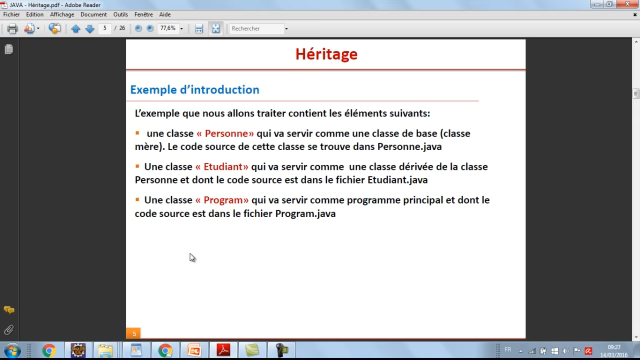 JAVA - Héritage.pdf - Adobe Reader
Fichier Edition Affichage Document Outils Fenêtre Aide
5 / 26 77,6% Rechercher
Héritage
Exemple d'introduction
L'exemple que nous allons traiter contient les éléments suivants:
une classe « Personne» qui va servir comme une classe de base (classe
mère). Le code source de cette classe se trouve dans Personne.java
Une classe « Etudiant» qui va servir comme une classe dérivée de la classe
Personne et dont le code source est dans le fichier Etudiant.java
Une classe « Program» qui va servir comme programme principal et dont le
code source est dans le fichier Program.java
5
FR
09:27
14/03/2016